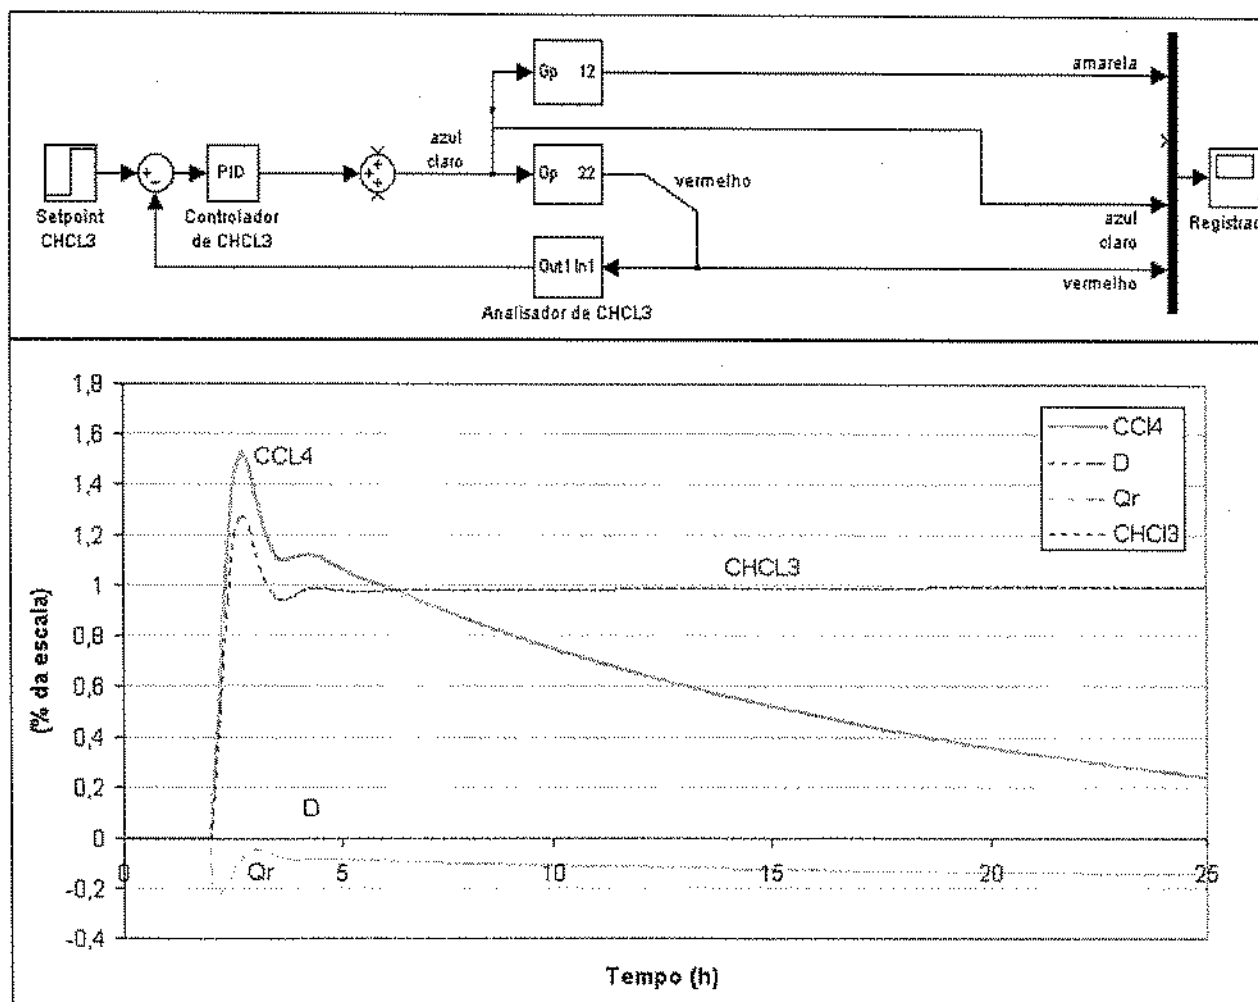 Gp 12
amarela
azul
claro
PID
Gp 22
vermelho
Setpoint
CHCL3
Controlador
de CHCL3
azul
claro
Out1 In1
vermelho
Analisador de CHCL3
1,8
1,6
1,4
1,2
1
0,8
0,6
0,4
0,2
0
-0,2
-0,4
(% da escala)
CCL4
CHCL3
D
Qr
CCl4
D
Qr
CHCl3
0
5
10
15
20
25
Tempo (h)